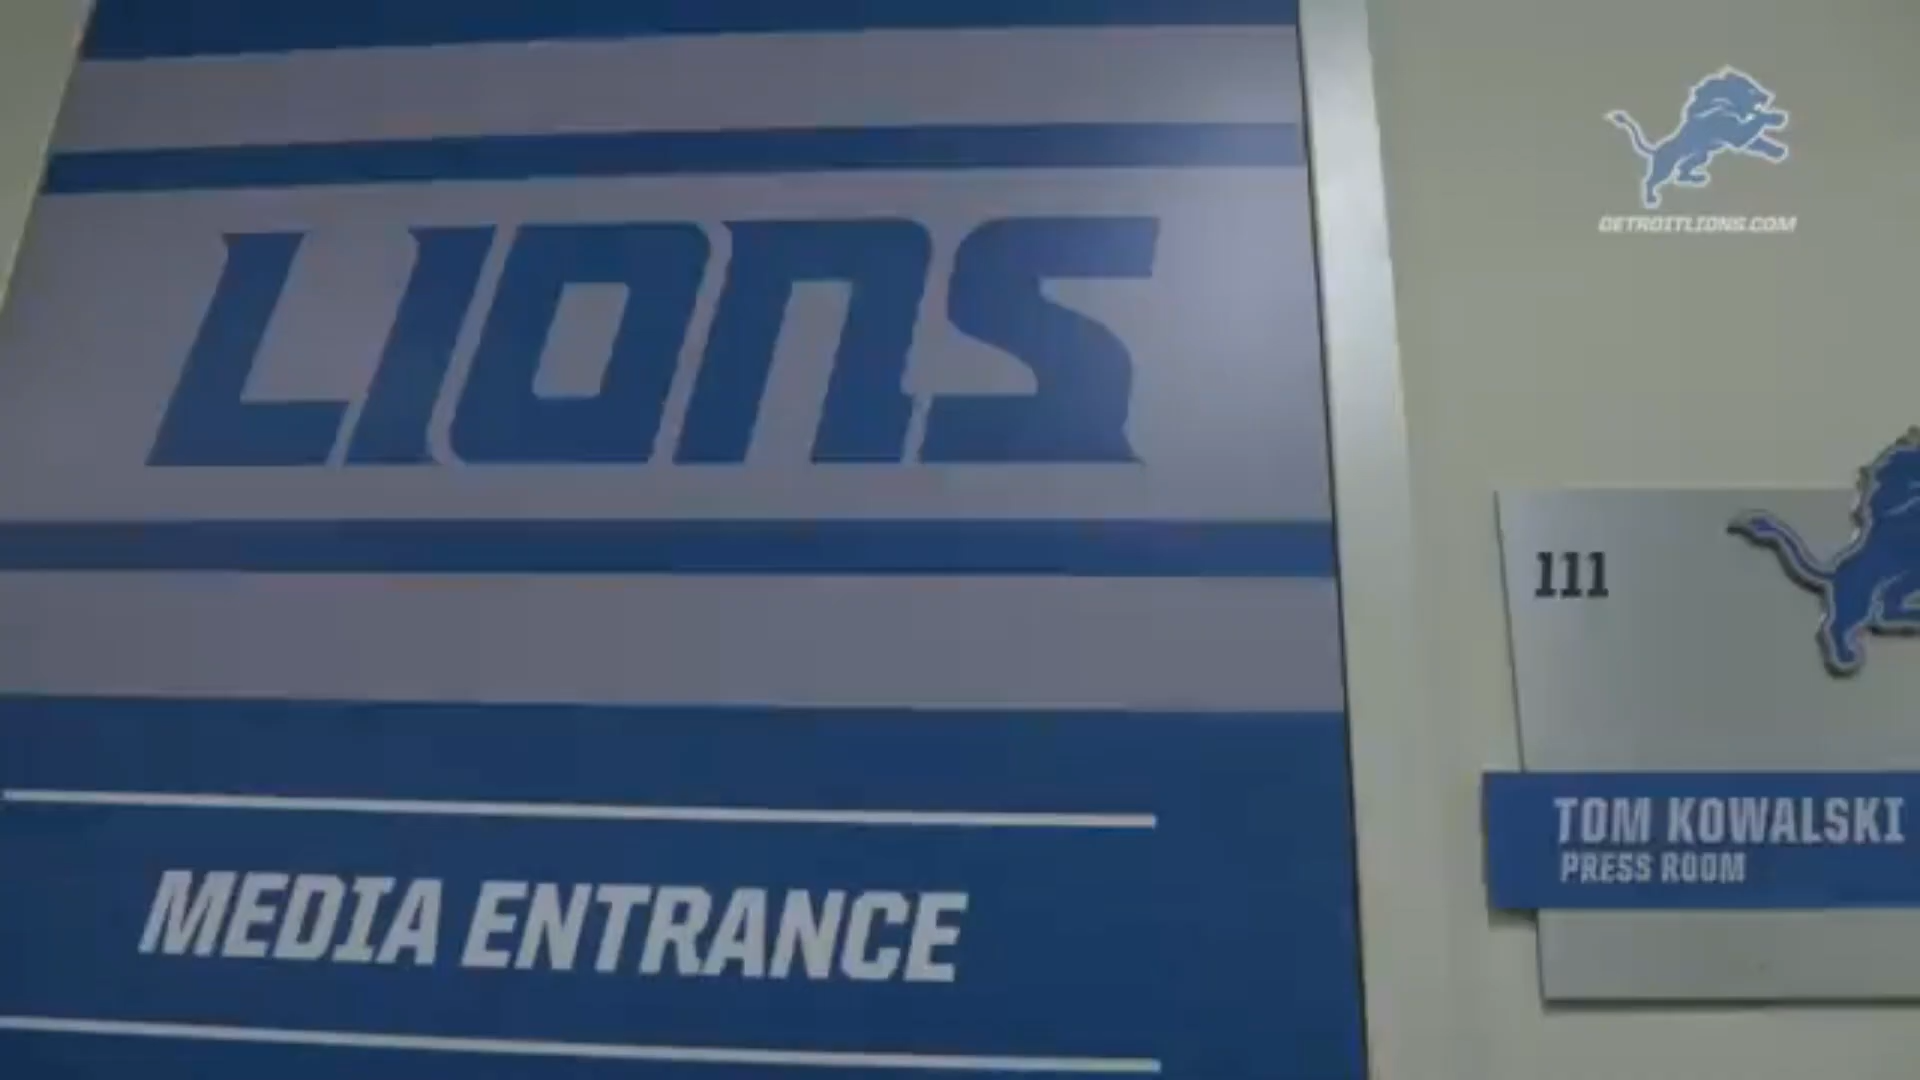 LIONS
MEDIA ENTRANCE
DETROITLIONS.COM
111
TOM KOWALSKI
PRESS ROOM